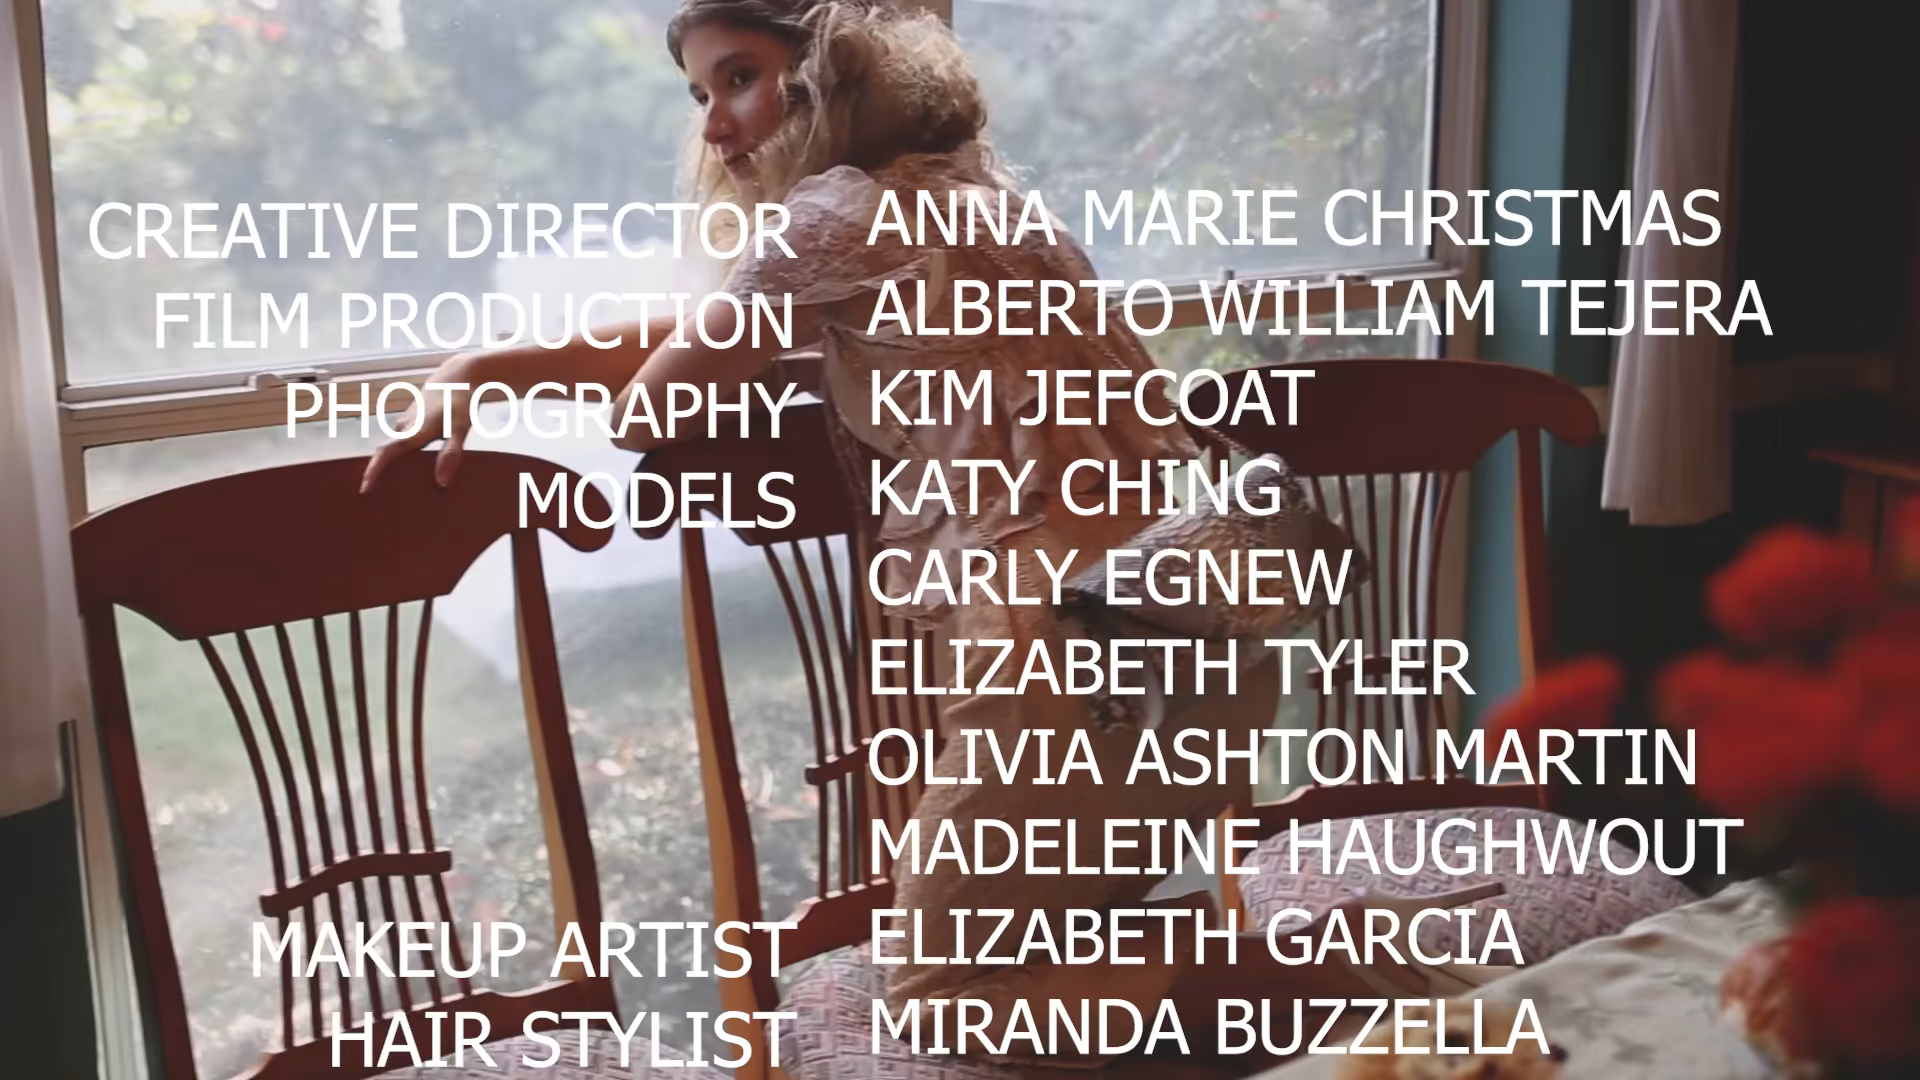 CREATIVE DIRECTOR ANNA MARIE CHRISTMAS
FILM PRODUCTION ALBERTO WILLIAM TEJERA
PHOTOGRAPHY KIM JEFCOAT
MODELS KATY CHING
CARLY EGNEW
ELIZABETH TYLER
OLIVIA ASHTON MARTIN
MADELEINE HAUGHWOUT
MAKEUP ARTIST ELIZABETH GARCIA
HAIR STYLIST MIRANDA BUZZELLA